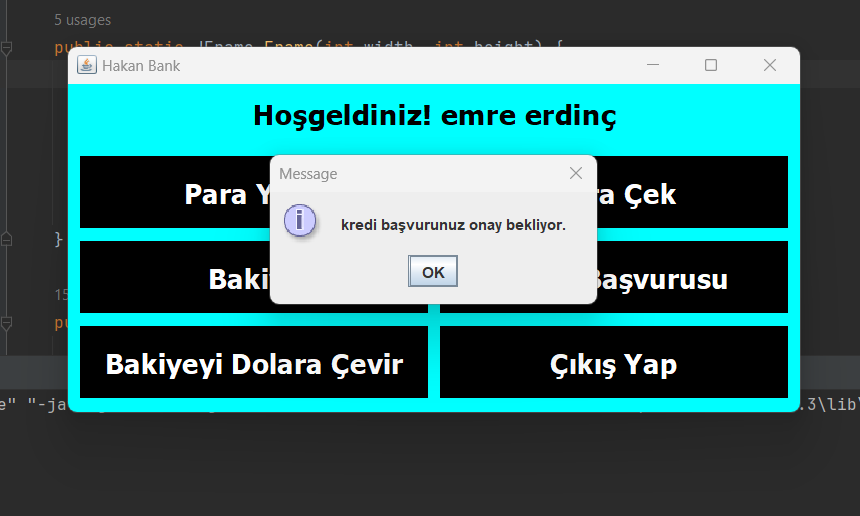 5 usages
public static JFrame Frame(int width, int height) {
Hakan Bank
Hoşgeldiniz! emre erdinç
Message
Para Y
a Çek
kredi başvurunuz onay bekliyor.
}
OK
Baki
Başvurusu
15
pu
Bakiyeyi Dolara Çevir
Çıkış Yap
e" "-ja
.3\lib\